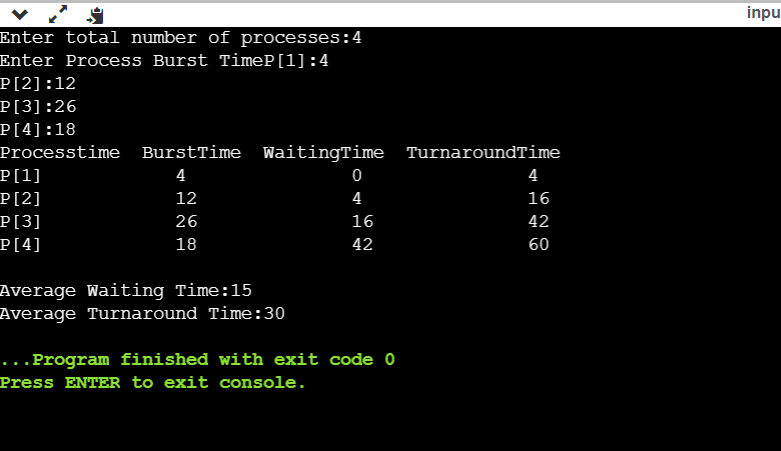 inpu
Enter total number of processes:4
Enter Process Burst TimeP[1]:4
P[2]:12
P[3]:26
P[4]:18
Processtime BurstTime WaitingTime TurnaroundTime
P[1] 4 0 4
P[2] 12 4 16
P[3] 26 16 42
P[4] 18 42 60
Average Waiting Time:15
Average Turnaround Time:30
...Program finished with exit code 0
Press ENTER to exit console.